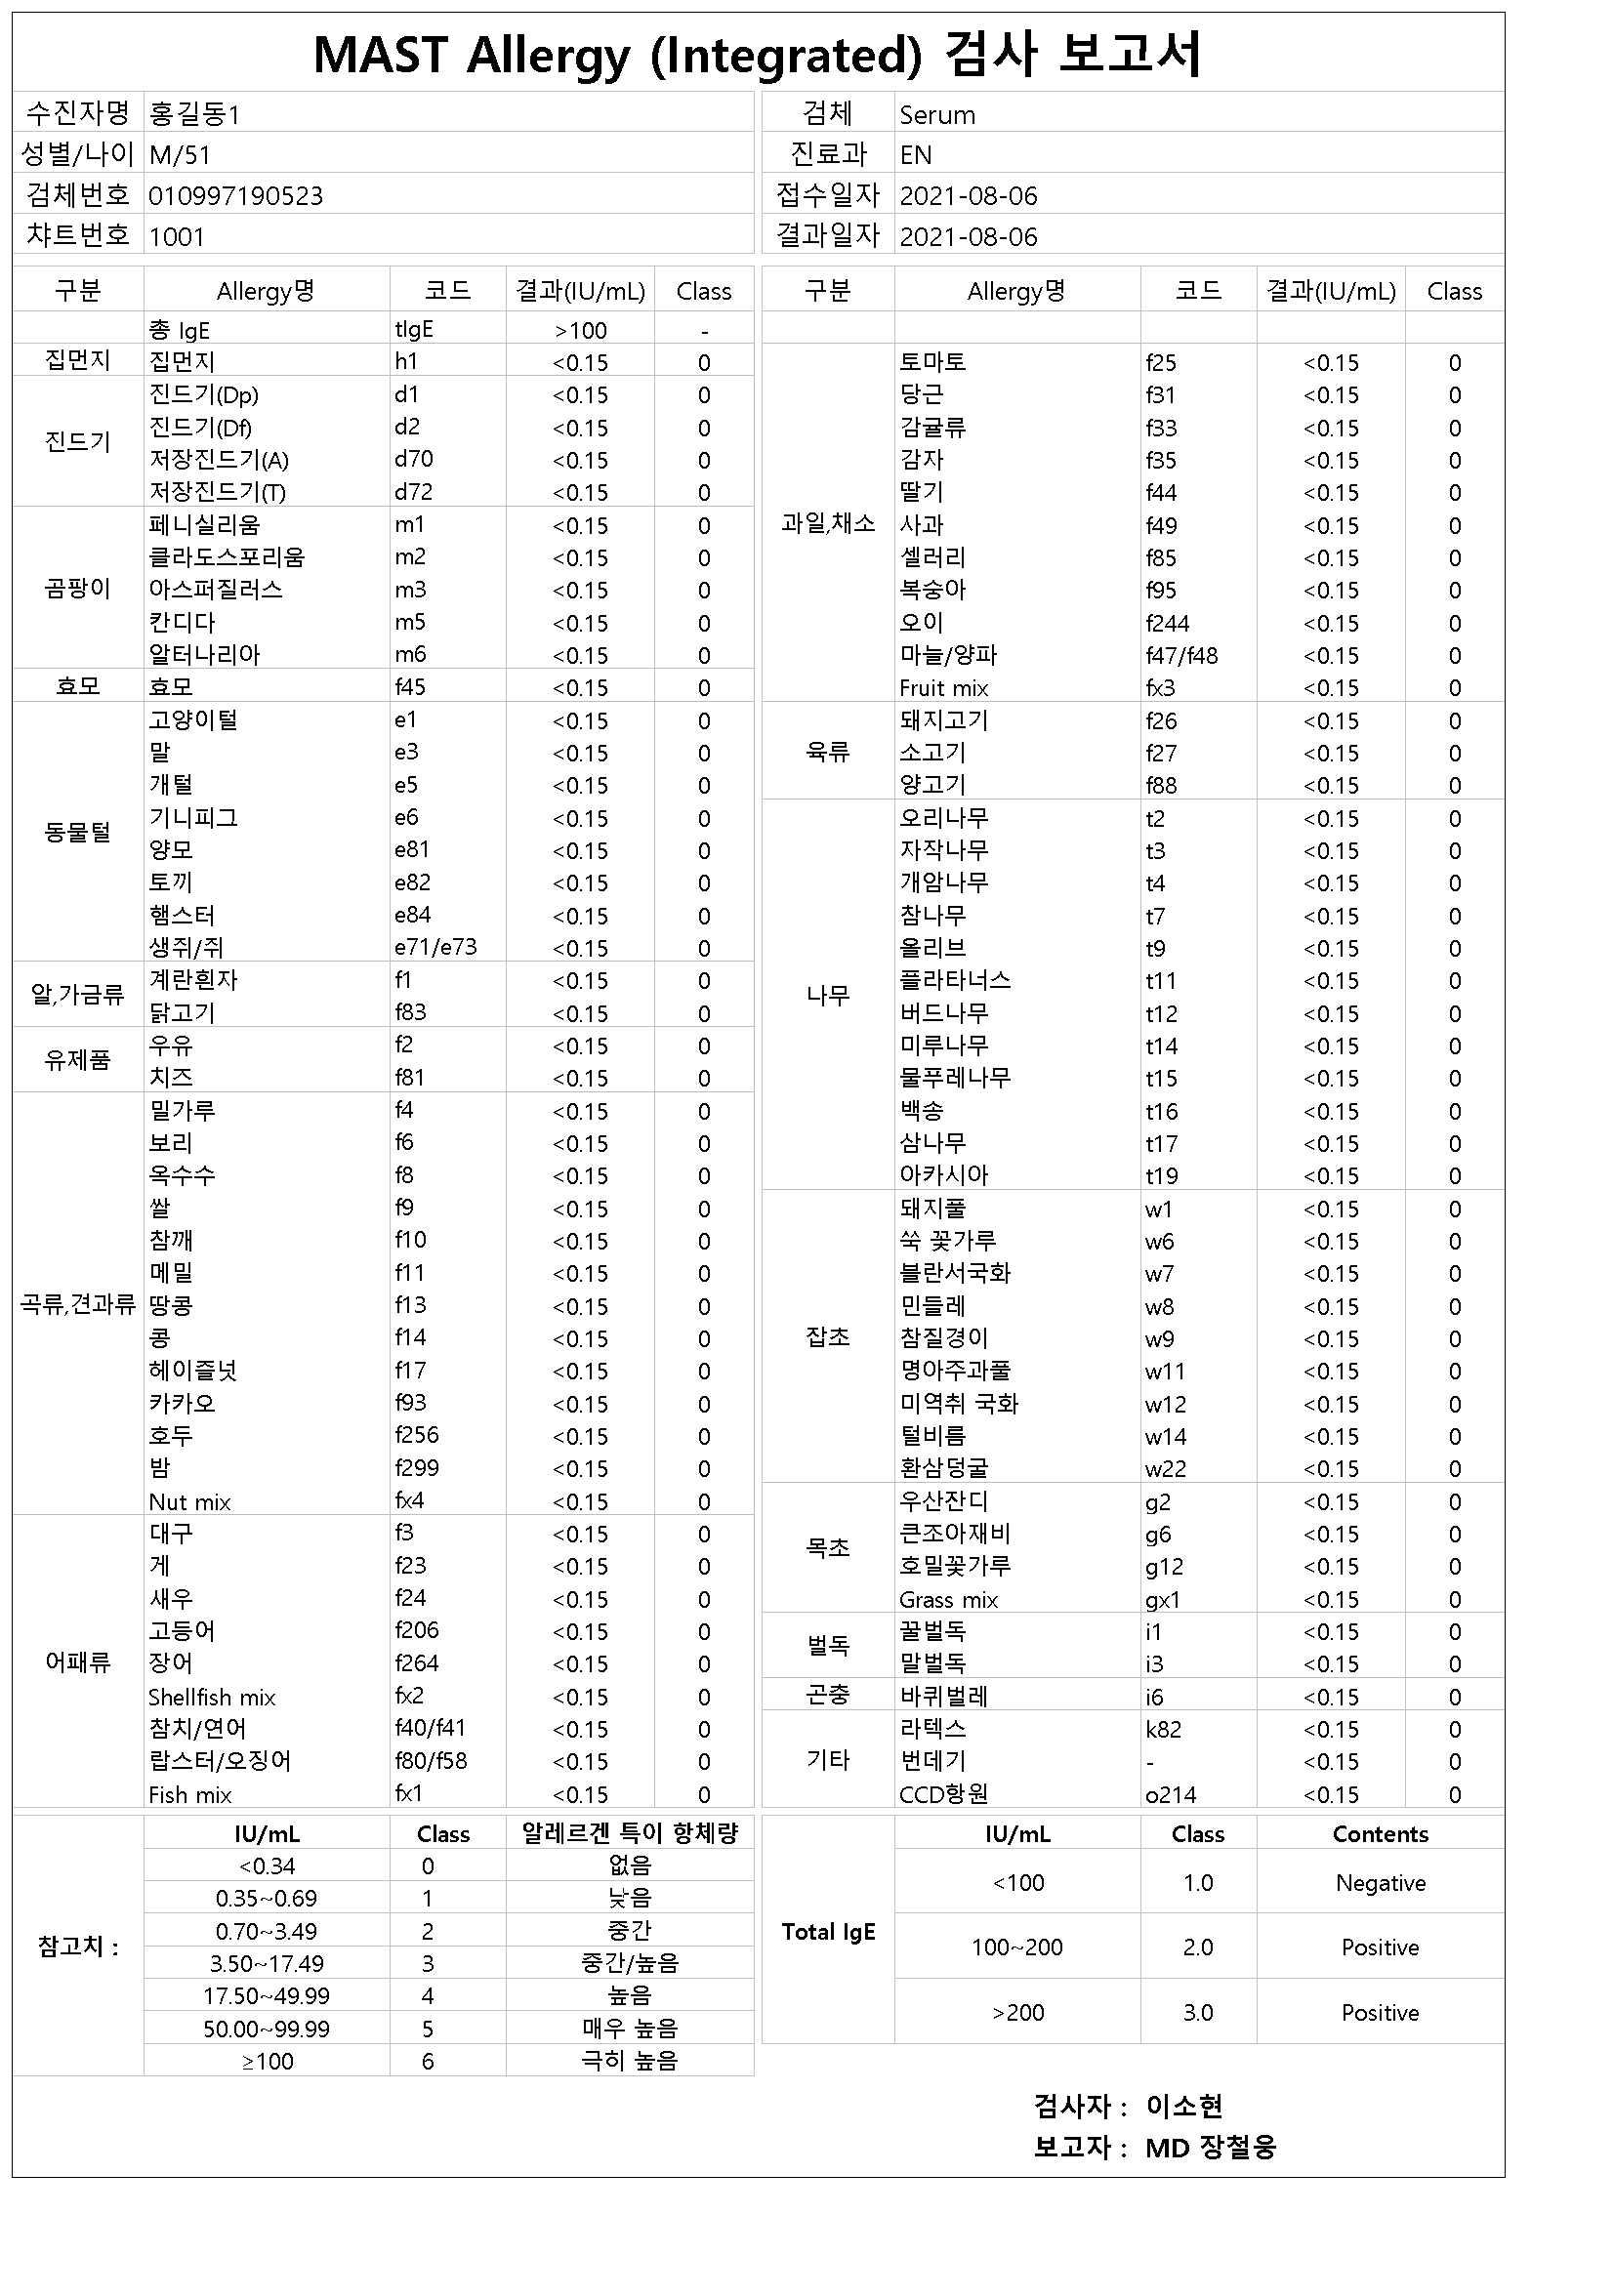 MAST Allergy (Integrated) 검사 보고서
수진자명 홍길동1 검체 Serum
성별/나이 M/51 진료과 EN
검체번호 010997190523 접수일자 2021-08-06
챠트번호 1001 결과일자 2021-08-06
구분 Allergy명 코드 결과(IU/mL) Class 구분 Allergy명 코드 결과(IU/mL) Class
총 IgE tIgE >100 -
집먼지 집먼지 h1 <0.15 0 토마토 f25 <0.15 0
진드기(Dp) d1 <0.15 0 당근 f31 <0.15 0
진드기(Df) d2 <0.15 0 감귤류 f33 <0.15 0
진드기
저장진드기(A) d70 <0.15 0 감자 f35 <0.15 0
저장진드기(T) d72 <0.15 0 딸기 f44 <0.15 0
페니실리움 m1 <0.15 0 과일,채소 사과 f49 <0.15 0
클라도스포리움 m2 <0.15 0 셀러리 f85 <0.15 0
곰팡이 아스퍼질러스 m3 <0.15 0 복숭아 f95 <0.15 0
칸디다 m5 <0.15 0 오이 f244 <0.15 0
알터나리아 m6 <0.15 0 마늘/양파 f47/f48 <0.15 0
효모 효모 f45 <0.15 0 Fruit mix fx3 <0.15 0
고양이털 e1 <0.15 0 돼지고기 f26 <0.15 0
말 e3 <0.15 0 육류 소고기 f27 <0.15 0
개털 e5 <0.15 0 양고기 f88 <0.15 0
기니피그 e6 <0.15 0 오리나무 t2 <0.15 0
동물털
양모 e81 <0.15 0 자작나무 t3 <0.15 0
토끼 e82 <0.15 0 개암나무 t4 <0.15 0
햄스터 e84 <0.15 0 참나무 t7 <0.15 0
생쥐/쥐 e71/e73 <0.15 0 올리브 t9 <0.15 0
계란흰자 f1 <0.15 0 플라타너스 t11 <0.15 0
알,가금류 나무
닭고기 f83 <0.15 0 버드나무 t12 <0.15 0
우유 f2 <0.15 0 미루나무 t14 <0.15 0
유제품
치즈 f81 <0.15 0 물푸레나무 t15 <0.15 0
밀가루 f4 <0.15 0 백송 t16 <0.15 0
보리 f6 <0.15 0 삼나무 t17 <0.15 0
옥수수 f8 <0.15 0 아카시아 t19 <0.15 0
쌀 f9 <0.15 0 돼지풀 w1 <0.15 0
참깨 f10 <0.15 0 쑥 꽃가루 w6 <0.15 0
메밀 f11 <0.15 0 불란서국화 w7 <0.15 0
곡류,견과류 땅콩 f13 <0.15 0 민들레 w8 <0.15 0
콩 f14 <0.15 0 잡초 참질경이 w9 <0.15 0
헤이즐넛 f17 <0.15 0 명아주과풀 w11 <0.15 0
카카오 f93 <0.15 0 미역취 국화 w12 <0.15 0
호두 f256 <0.15 0 털비름 w14 <0.15 0
밤 f299 <0.15 0 환삼덩굴 w22 <0.15 0
Nut mix fx4 <0.15 0 우산잔디 g2 <0.15 0
대구 f3 <0.15 0 큰조아재비 g6 <0.15 0
목초
게 f23 <0.15 0 호밀꽃가루 g12 <0.15 0
새우 f24 <0.15 0 Grass mix gx1 <0.15 0
고등어 f206 <0.15 0 꿀벌독 i1 <0.15 0
벌독
어패류 장어 f264 <0.15 0 말벌독 i3 <0.15 0
Shellfish mix fx2 <0.15 0 곤충 바퀴벌레 i6 <0.15 0
참치/연어 f40/f41 <0.15 0 라텍스 k82 <0.15 0
랍스터/오징어 f80/f58 <0.15 0 기타 번데기 - <0.15 0
Fish mix fx1 <0.15 0 CCD항원 o214 <0.15 0
IU/mL Class 알레르겐 특이 항체량 IU/mL Class Contents
<0.34 0 없음
<100 1.0 Negative
0.35~0.69 1 낮음
0.70~3.49 2 중간 Total IgE
참고치 : 100~200 2.0 Positive
3.50~17.49 3 중간/높음
17.50~49.99 4 높음
>200 3.0 Positive
50.00~99.99 5 매우 높음
≥100 6 극히 높음
검사자 : 이소현
보고자 : MD 장철웅